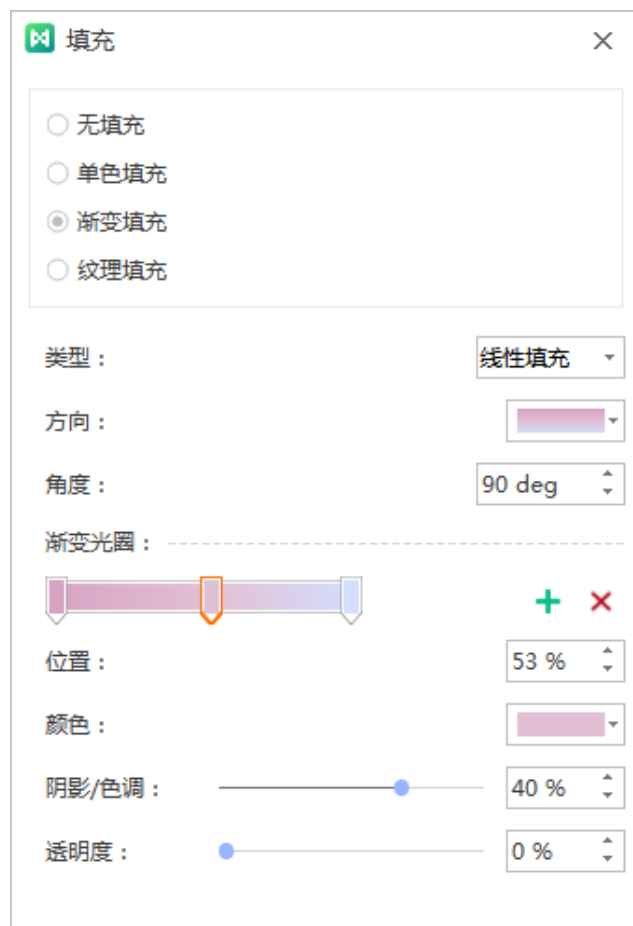 填充
无填充
单色填充
渐变填充
纹理填充
类型： 线性填充
方向：
角度： 90 deg
渐变光圈：
位置： 53 %
颜色：
阴影/色调： 40 %
透明度： 0 %